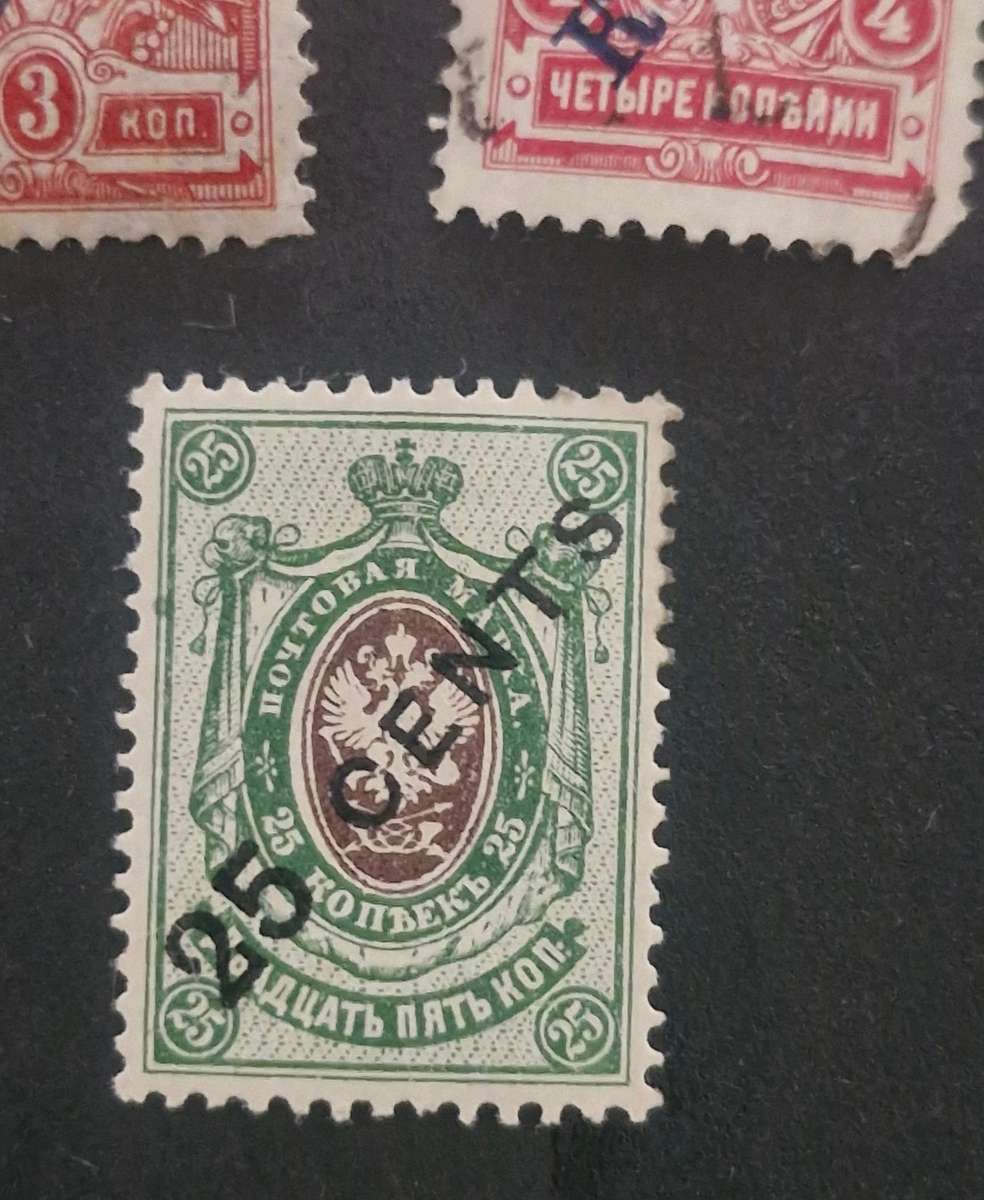 3
КОП.
К
4
ЧЕТЫРЕ КОПѢЙКИ
25 25
ПОЧТОВАЯ МАРКА.
25 CENTS
25 КОПѢЕКЪ 25
ДЦАТЬ ПЯТЬ КОП.
25 25